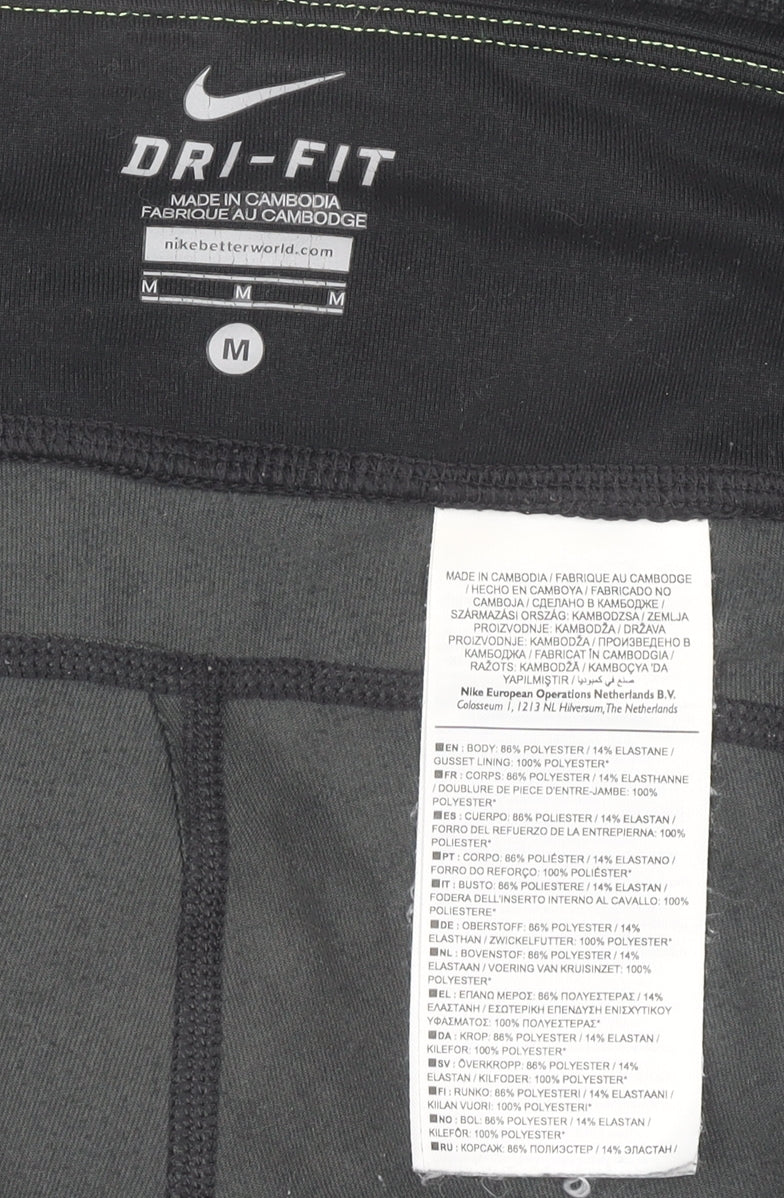 DRI-FIT
MADE IN CAMBODIA
FABRIQUE AU CAMBODGE
nikebetterworld.com
M M M
M
MADE IN CAMBODIA / FABRIQUE AU CAMBODGE
/ HECHO EN CAMBOYA / FABRICADO NO
CAMBOJA / СДЕЛАНО В КАМБОДЖЕ /
SZÁRMAZÁSI ORSZÁG: KAMBODZSA / ZEMLJA
PROIZVODNJE: KAMBODŽA / DRŽAVA
PROIZVODNJE: KAMBODŽA / ПРОИЗВЕДЕНО В
КАМБОДЖА / FABRICAT ÎN CAMBODGIA /
RAŽOTS: KAMBODŽĀ / KAMBOÇYA 'DA
YAPILMIŞTIR / صنع في كمبوديا
Nike European Operations Netherlands B.V.
Colosseum 1, 1213 NL Hilversum, The Netherlands
EN : BODY: 86% POLYESTER / 14% ELASTANE /
GUSSET LINING: 100% POLYESTER*
FR : CORPS: 86% POLYESTER / 14% ELASTHANNE
/ DOUBLURE DE PIECE D'ENTRE-JAMBE: 100%
POLYESTER*
ES : CUERPO: 86% POLIESTER / 14% ELASTAN /
FORRO DEL REFUERZO DE LA ENTREPIERNA: 100%
POLIESTER*
PT : CORPO: 86% POLIÉSTER / 14% ELASTANO /
FORRO DO REFORÇO: 100% POLIÉSTER*
IT : BUSTO: 86% POLIESTERE / 14% ELASTAN /
FODERA DELL'INSERTO INTERNO AL CAVALLO: 100%
POLIESTERE*
DE : OBERSTOFF: 86% POLYESTER / 14%
ELASTHAN / ZWICKELFUTTER: 100% POLYESTER*
NL : BOVENSTOF: 86% POLYESTER / 14%
ELASTAAN / VOERING VAN KRUISINZET: 100%
POLYESTER*
EL : ΕΠΑΝΩ ΜΕΡΟΣ: 86% ΠΟΛΥΕΣΤΕΡΑΣ / 14%
ΕΛΑΣΤΑΝΗ / ΕΣΩΤΕΡΙΚΗ ΕΠΕΝΔΥΣΗ ΕΝΙΣΧΥΤΙΚΟΥ
ΥΦΑΣΜΑΤΟΣ: 100% ΠΟΛΥΕΣΤΕΡΑΣ*
DA : KROP: 86% POLYESTER / 14% ELASTAN /
KILEFOR: 100% POLYESTER*
SV : ÖVERKROPP: 86% POLYESTER / 14%
ELASTAN / KILFODER: 100% POLYESTER*
FI : RUNKO: 86% POLYESTERI / 14% ELASTAANI /
KIILAN VUORI: 100% POLYESTERI*
NO : BOL: 86% POLYESTER / 14% ELASTAN /
KILEFÔR: 100% POLYESTER*
RU : КОРСАЖ: 86% ПОЛИЭСТЕР / 14% ЭЛАСТАН /